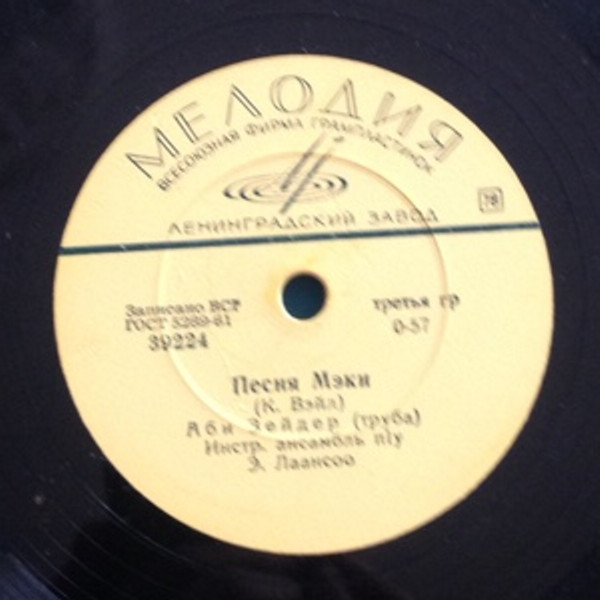 МЕЛОДИЯ
ВСЕСОЮЗНАЯ ФИРМА ГРАМПЛАСТИНОК
ЛЕНИНГРАДСКИЙ ЗАВОД
78
Записано ВСР
ГОСТ 5289-61
39224
третья гр
0-57
Песня Мэки
(К. Вэйл)
Аби Зейдер (труба)
Инстр. ансамбль п/у
Э. Лаансоо